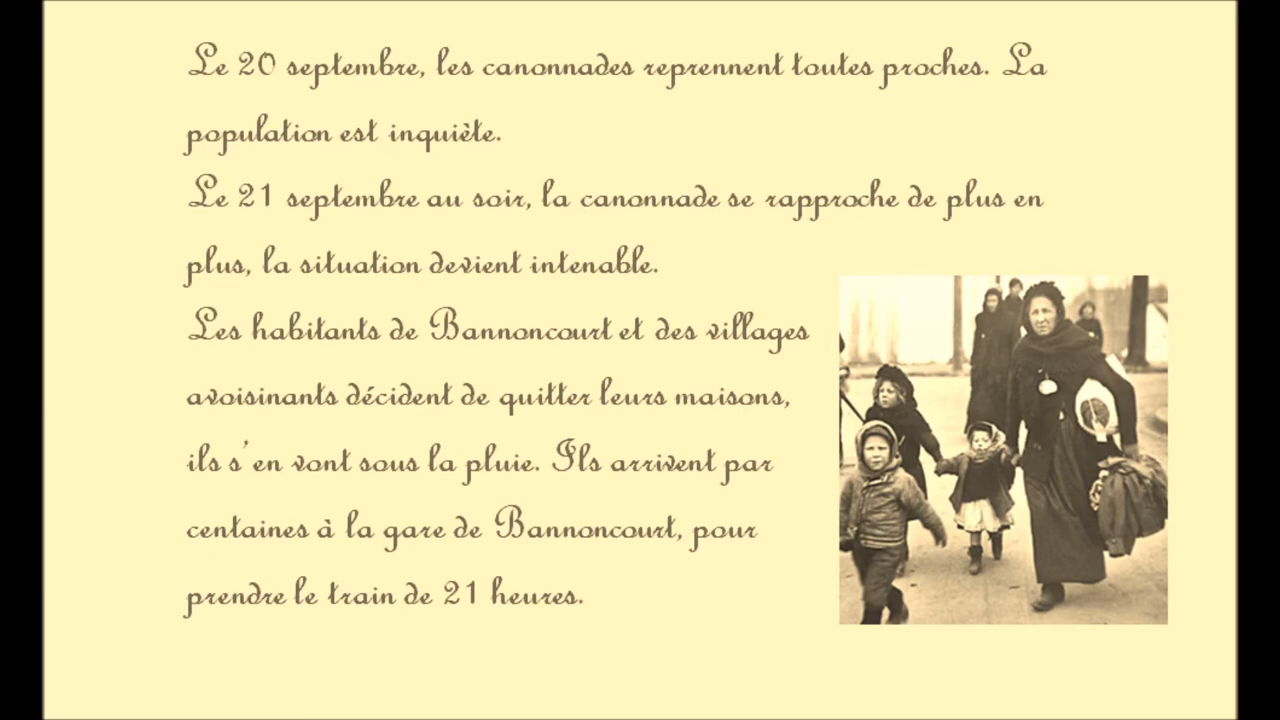 Le 20 septembre, les canonnades reprennent toutes proches. La
population est inquiète.
Le 21 septembre au soir, la canonnade se rapproche de plus en
plus, la situation devient intenable.
Les habitants de Bannoncourt et des villages
avoisinants décident de quitter leurs maisons,
ils s'en vont sous la pluie. Ils arrivent par
centaines à la gare de Bannoncourt, pour
prendre le train de 21 heures.